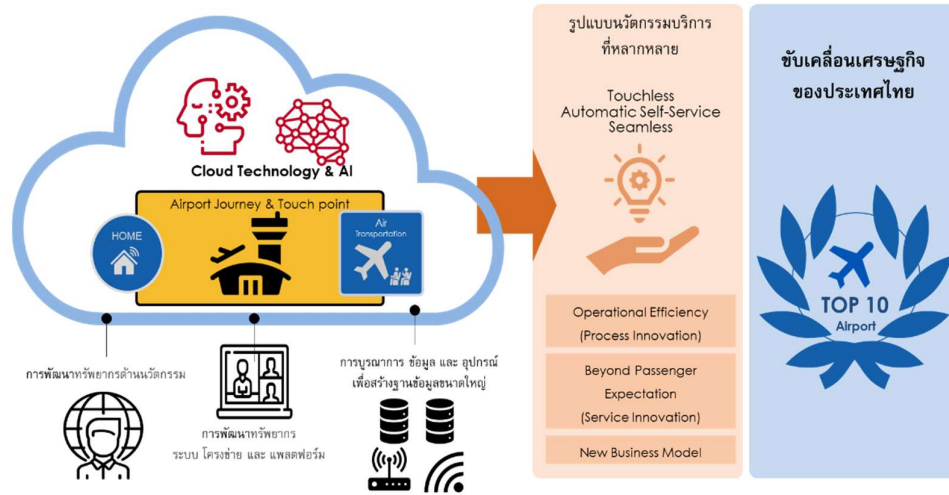 Cloud Technology & AI
Airport Journey & Touch point
HOME
Air
Transportation
การพัฒนาทรัพยากรด้านนวัตกรรม
การพัฒนาทรัพยากร
ระบบ โครงข่าย และ แพลตฟอร์ม
การบูรณาการ ข้อมูล และ อุปกรณ์
เพื่อสร้างฐานข้อมูลขนาดใหญ่
รูปแบบนวัตกรรมบริการ
ที่หลากหลาย
Touchless
Automatic Self-Service
Seamless
Operational Efficiency
(Process Innovation)
Beyond Passenger
Expectation
(Service Innovation)
New Business Model
ขับเคลื่อนเศรษฐกิจ
ของประเทศไทย
TOP 10
Airport